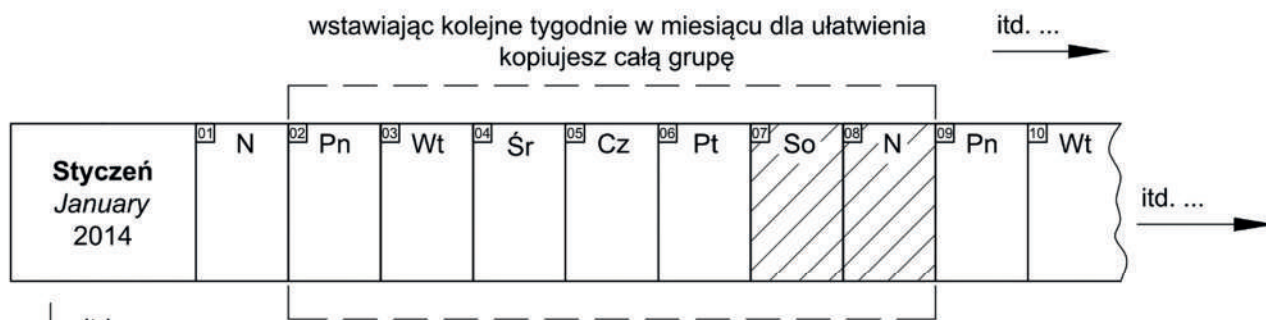 wstawiając kolejne tygodnie w miesiącu dla ułatwienia
kopiujesz całą grupę
itd. ...
01 N 02 Pn 03 Wt 04 Śr 05 Cz 06 Pt 07 So 08 N 09 Pn 10 Wt
Styczeń
January
2014
itd. ...